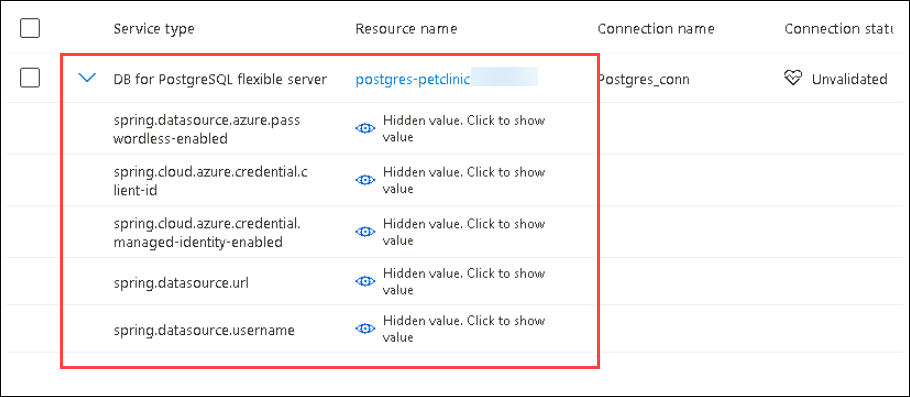 Service type Resource name Connection name Connection statu
DB for PostgreSQL flexible server postgres-petclinic Postgres_conn Unvalidated
spring.datasource.azure.pass
wordless-enabled
Hidden value. Click to show
value
spring.cloud.azure.credential.c
lient-id
Hidden value. Click to show
value
spring.cloud.azure.credential.
managed-identity-enabled
Hidden value. Click to show
value
spring.datasource.url
Hidden value. Click to show
value
spring.datasource.username
Hidden value. Click to show
value